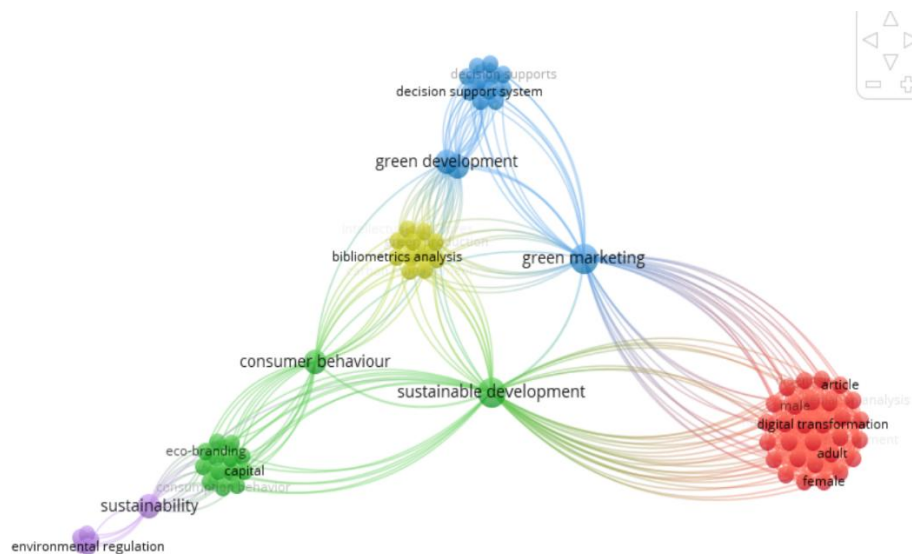 decision supports
decision support system
green development
bibliometrics analysis
green marketing
consumer behaviour
sustainable development
article
male
analysis
digital transformation
adult
female
eco-branding
capital
consumption behavior
sustainability
environmental regulation